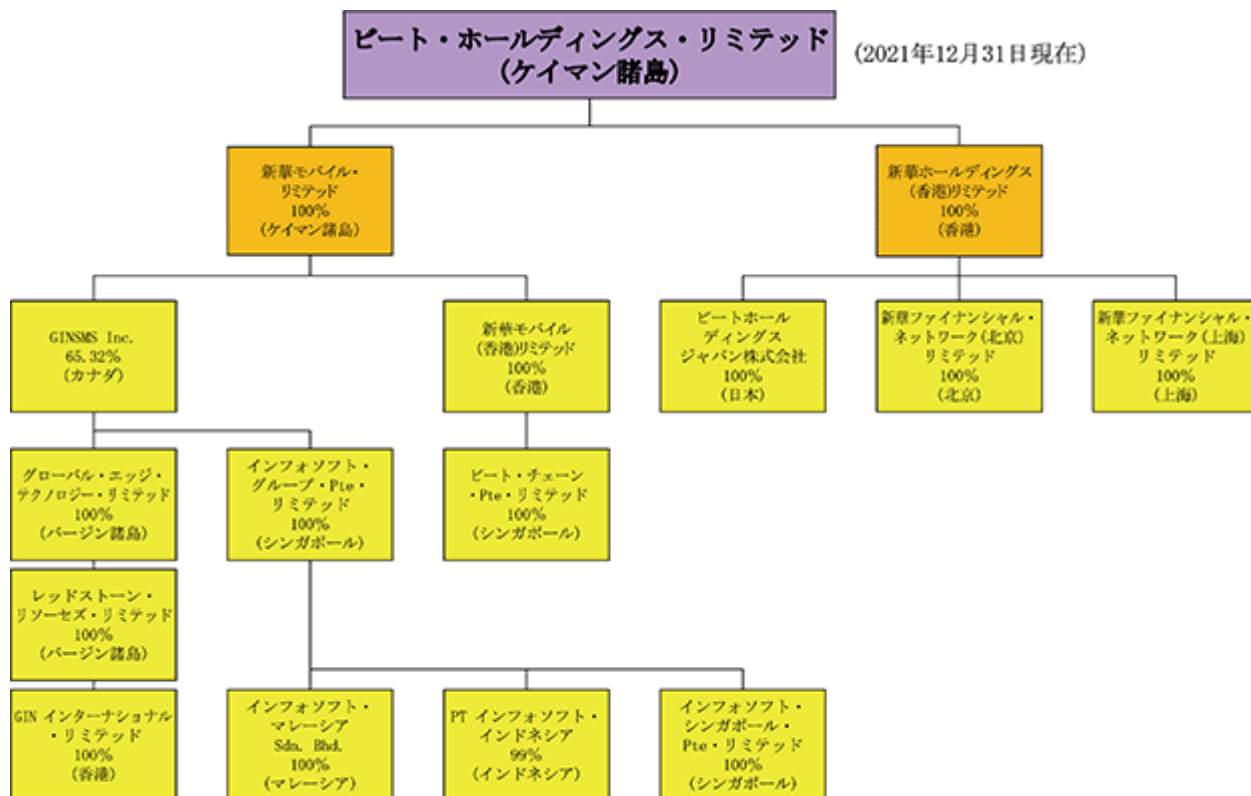 ビート・ホールディングス・リミテッド
(ケイマン諸島)
(2021年12月31日現在)
新華モバイル・
リミテッド
100%
(ケイマン諸島)
新華ホールディングス
(香港)リミテッド
100%
(香港)
GINSMS Inc.
65.32%
(カナダ)
新華モバイル
(香港)リミテッド
100%
(香港)
ビートホール
ディングス
ジャパン株式会社
100%
(日本)
新華ファイナンシャル・
ネットワーク(北京)
リミテッド
100%
(北京)
新華ファイナンシャル・
ネットワーク(上海)
リミテッド
100%
(上海)
グローバル・エッジ・
テクノロジー・リミテッド
100%
(バージン諸島)
インフォソフト・
グループ・Pte・
リミテッド
100%
(シンガポール)
ビート・チェーン
・Pte・リミテッド
100%
(シンガポール)
レッドストーン・
リソーセズ・リミテッド
100%
(バージン諸島)
GIN インターナショナル
・リミテッド
100%
(香港)
インフォソフト・
マレーシア
Sdn. Bhd.
100%
(マレーシア)
PT インフォソフト・
インドネシア
99%
(インドネシア)
インフォソフト・
シンガポール・
Pte・リミテッド
100%
(シンガポール)